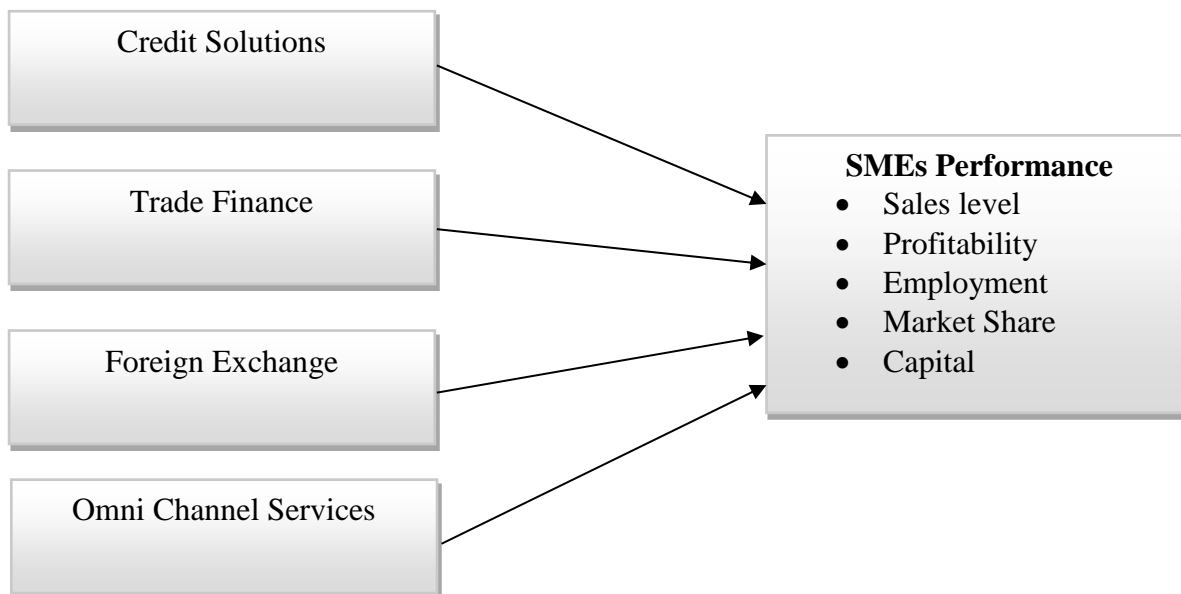 Credit Solutions
Trade Finance
Foreign Exchange
Omni Channel Services
SMEs Performance
• Sales level
• Profitability
• Employment
• Market Share
• Capital